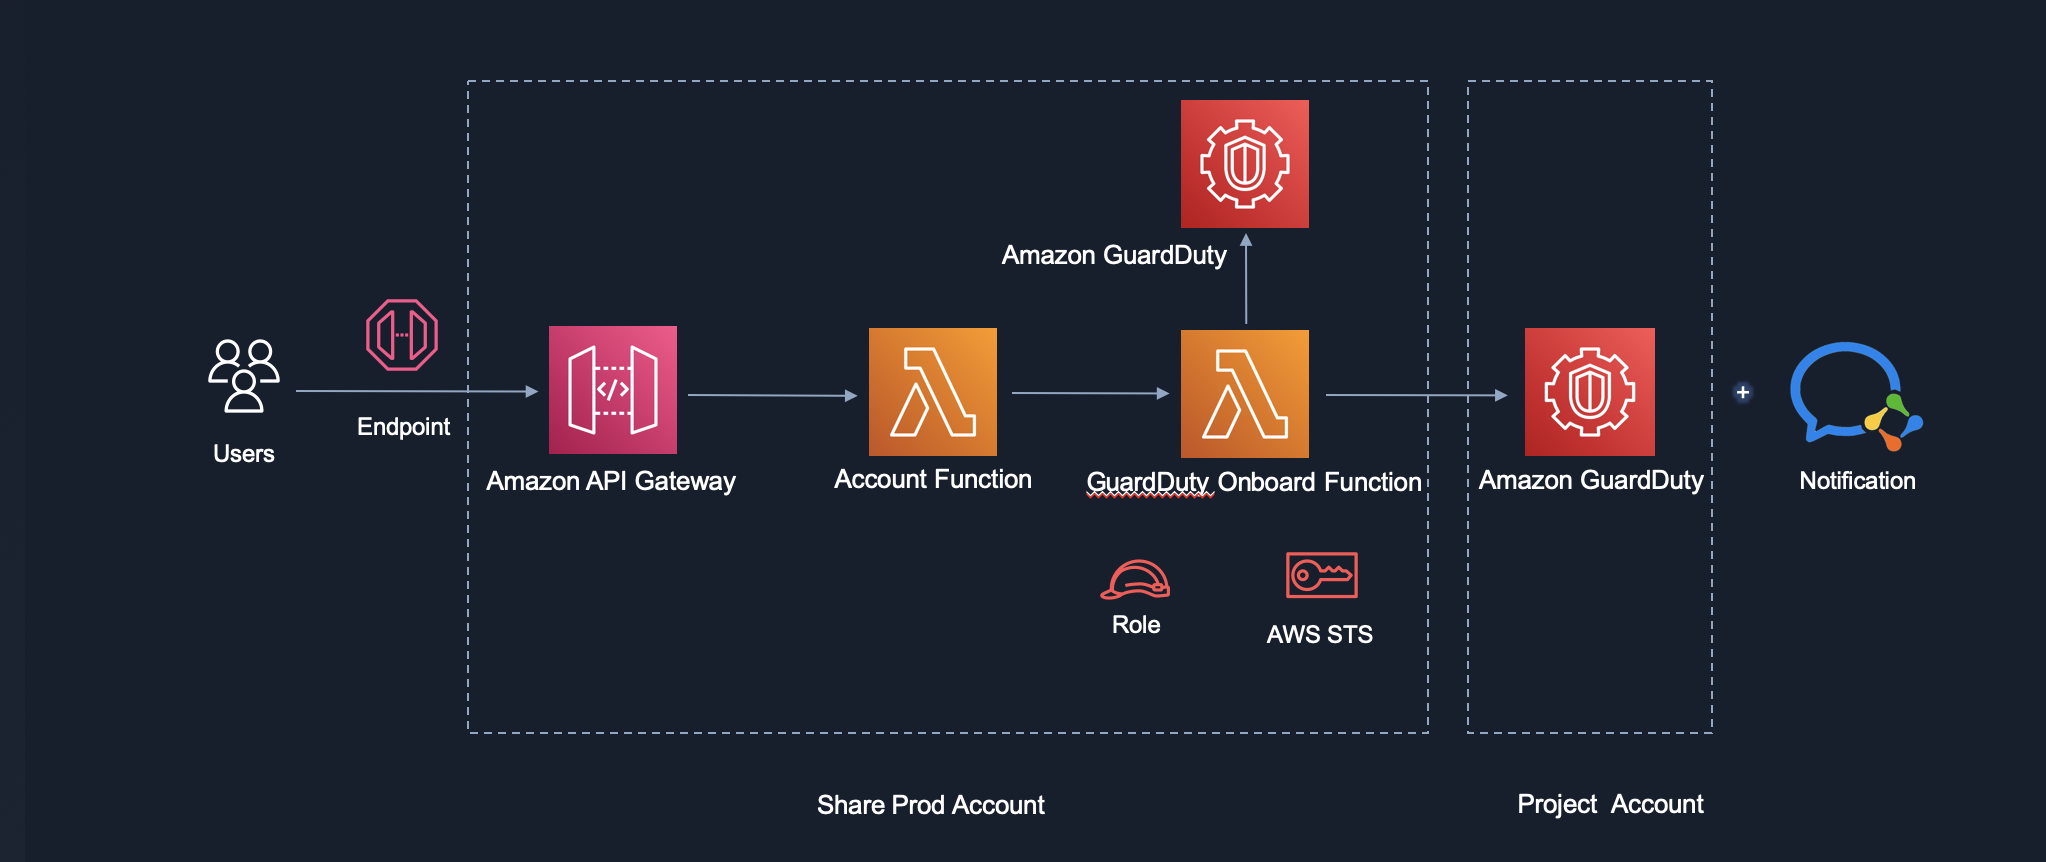 Amazon GuardDuty
Users
Endpoint
</>
Amazon API Gateway
Account Function
GuardDuty Onboard Function
Amazon GuardDuty
+
Notification
Role
AWS STS
Share Prod Account
Project Account